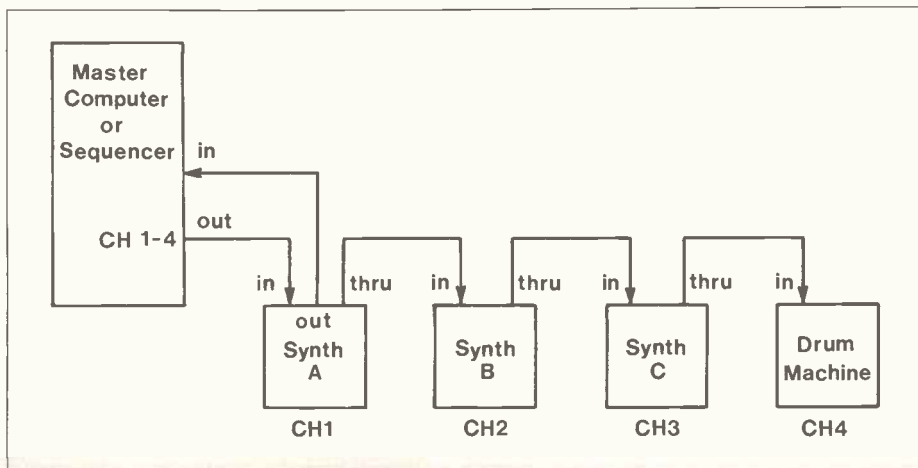 Master
Computer
or
Sequencer
in
out
CH 1-4
in
thru
in
thru
in
thru
in
out
Synth
A
Synth
B
Synth
C
Drum
Machine
CH1
CH2
CH3
CH4